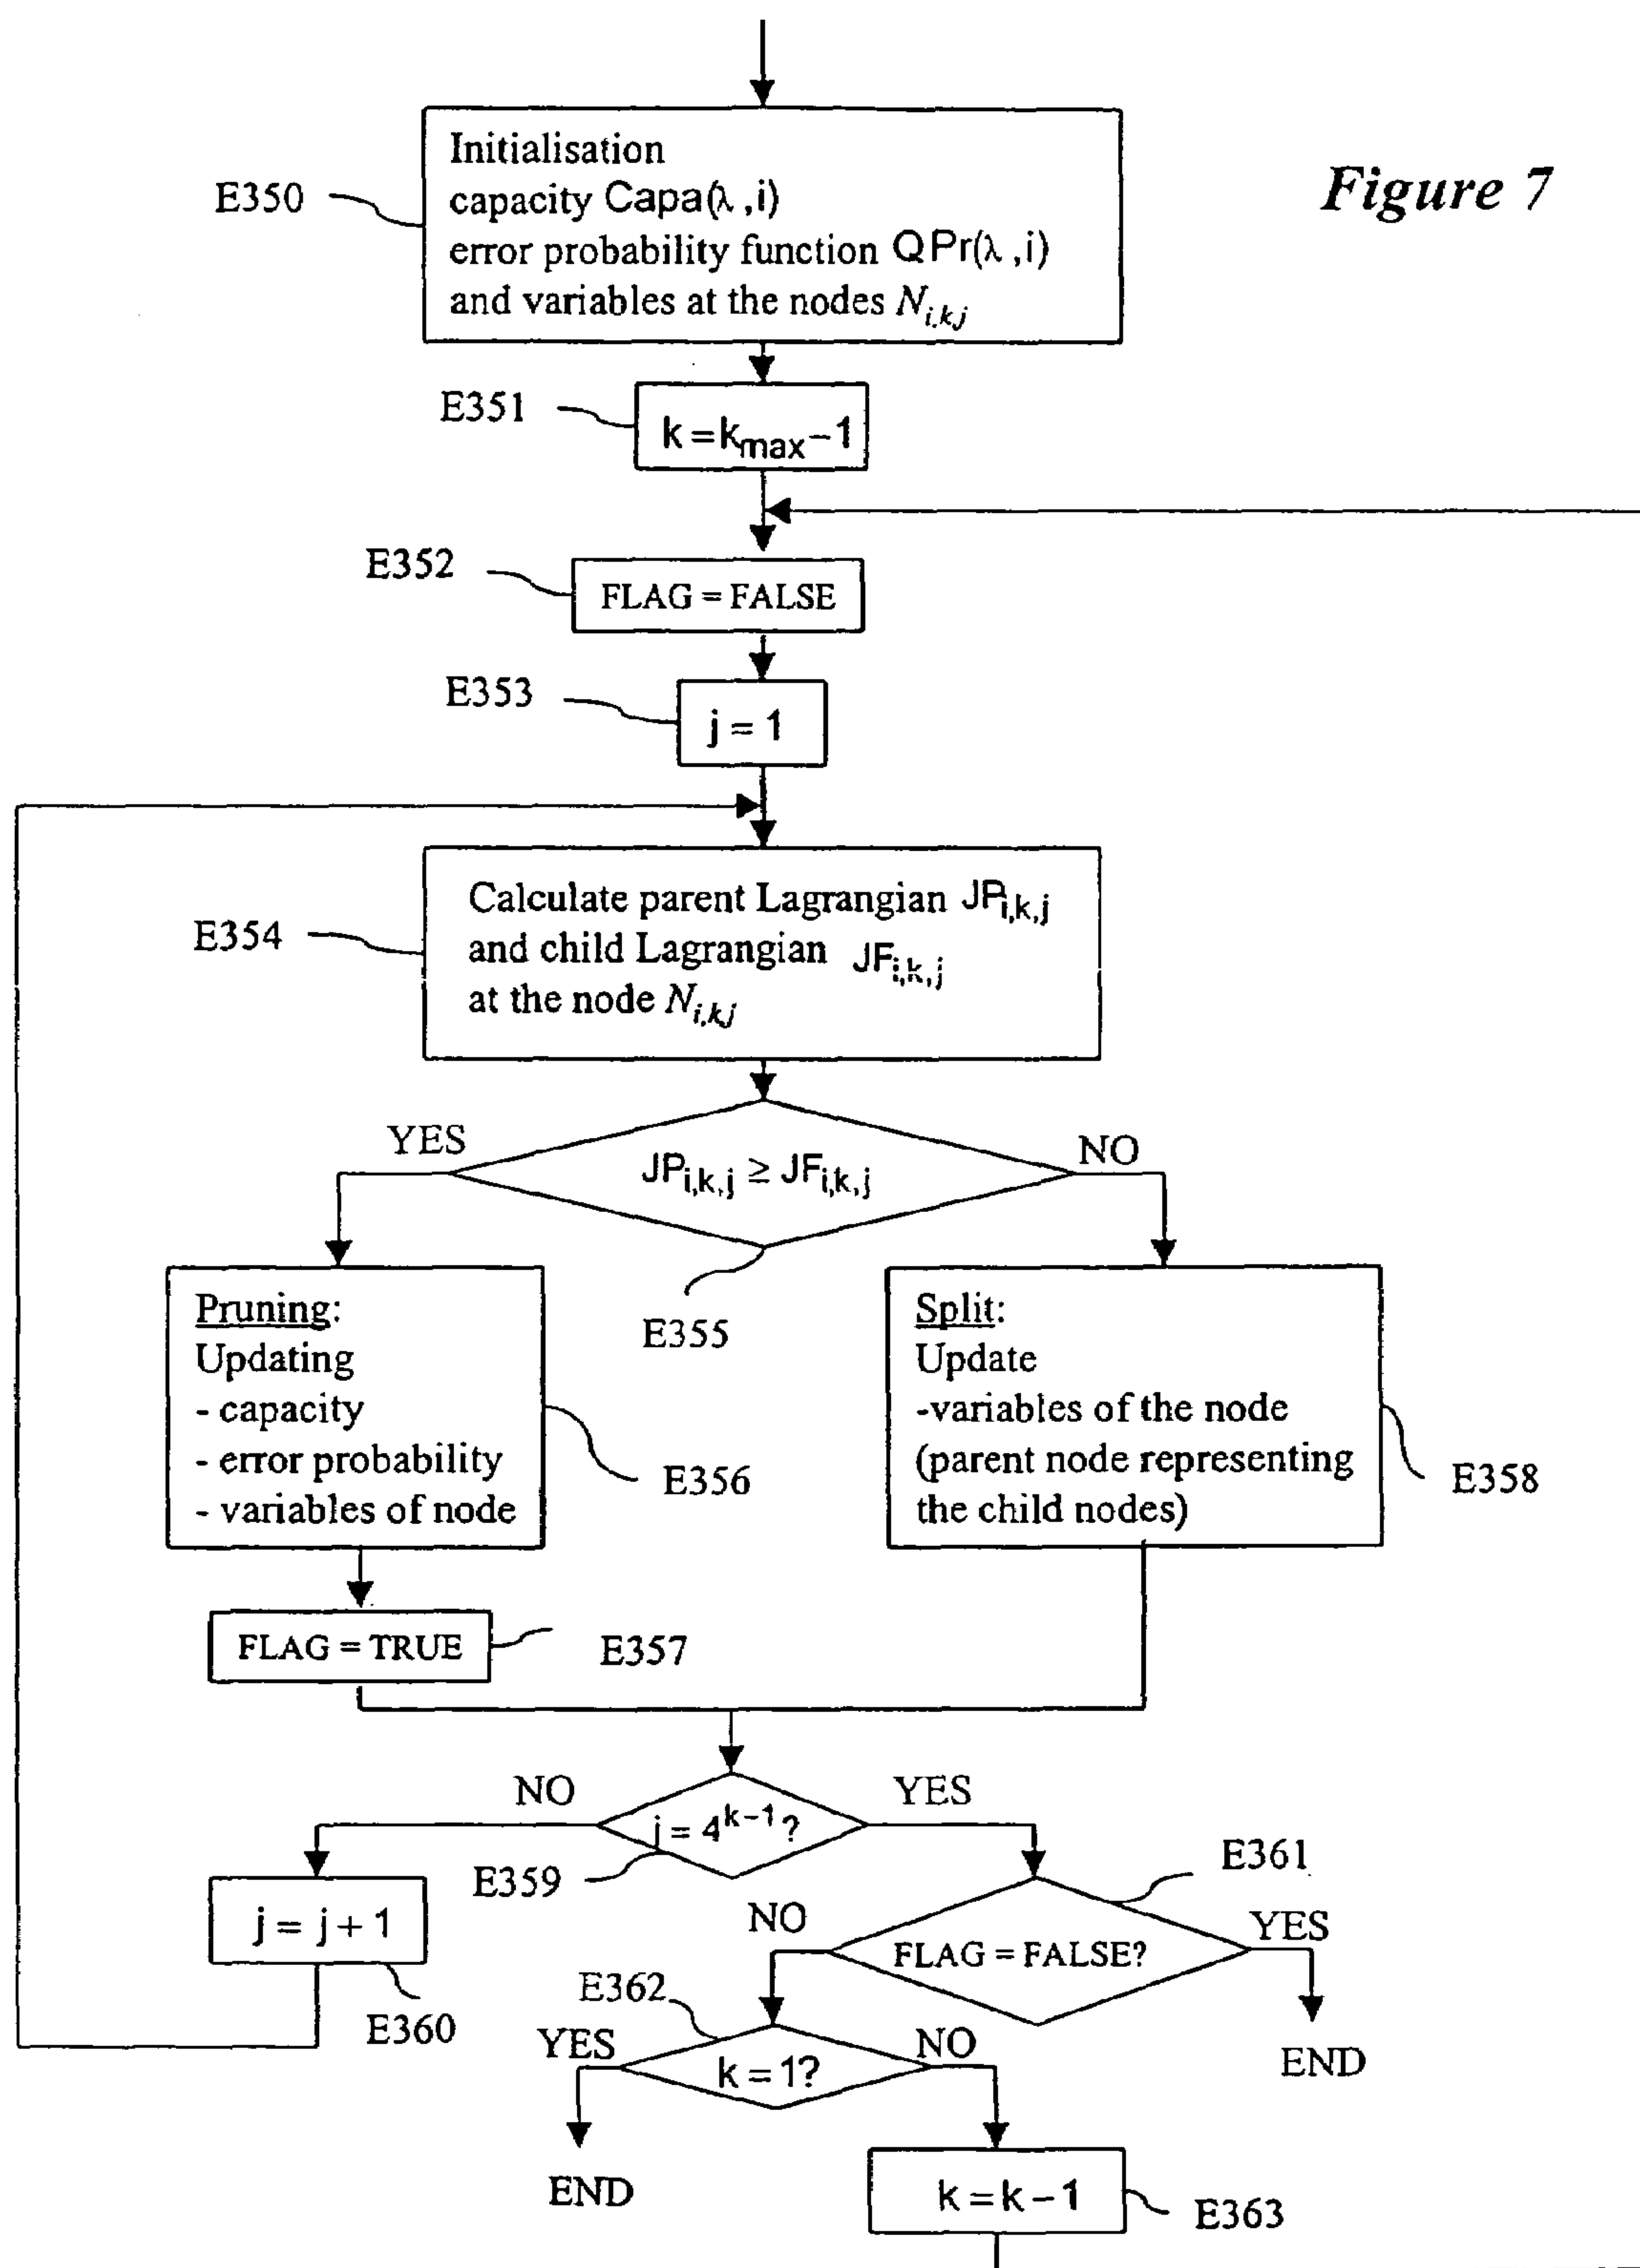 Figure 7
E350
Initialisation
capacity Capa(λ ,i)
error probability function QPr(λ ,i)
and variables at the nodes N_{i,k,j}
E351
k = k_{max} – 1
E352
FLAG = FALSE
E353
j = 1
E354
Calculate parent Lagrangian JP_{i,k,j}
and child Lagrangian JF_{i,k,j}
at the node N_{i,k,j}
YES
NO
JP_{i,k,j} ≥ JF_{i,k,j}
E355
Pruning:
Updating
- capacity
- error probability
- variables of node
E356
Split:
Update
-variables of the node
(parent node representing
the child nodes)
E358
FLAG = TRUE
E357
NO
YES
j = 4^{k–1}?
E359
E361
j = j + 1
E360
NO
YES
FLAG = FALSE?
END
E362
YES
NO
k = 1?
END
k = k – 1
E363